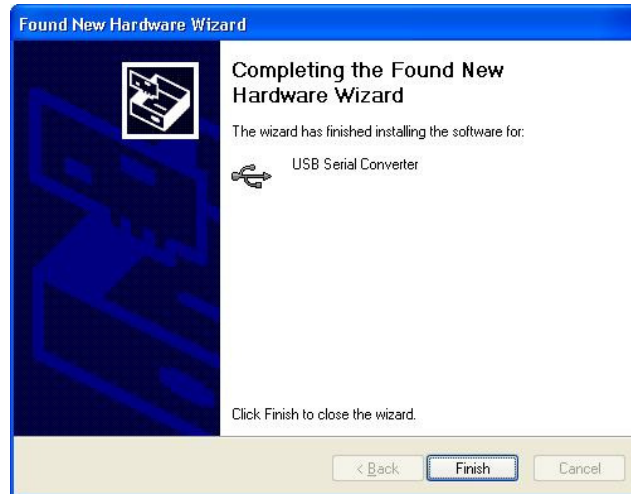 Found New Hardware Wizard
Completing the Found New
Hardware Wizard
The wizard has finished installing the software for:
USB Serial Converter
Click Finish to close the wizard.
< Back
Finish
Cancel